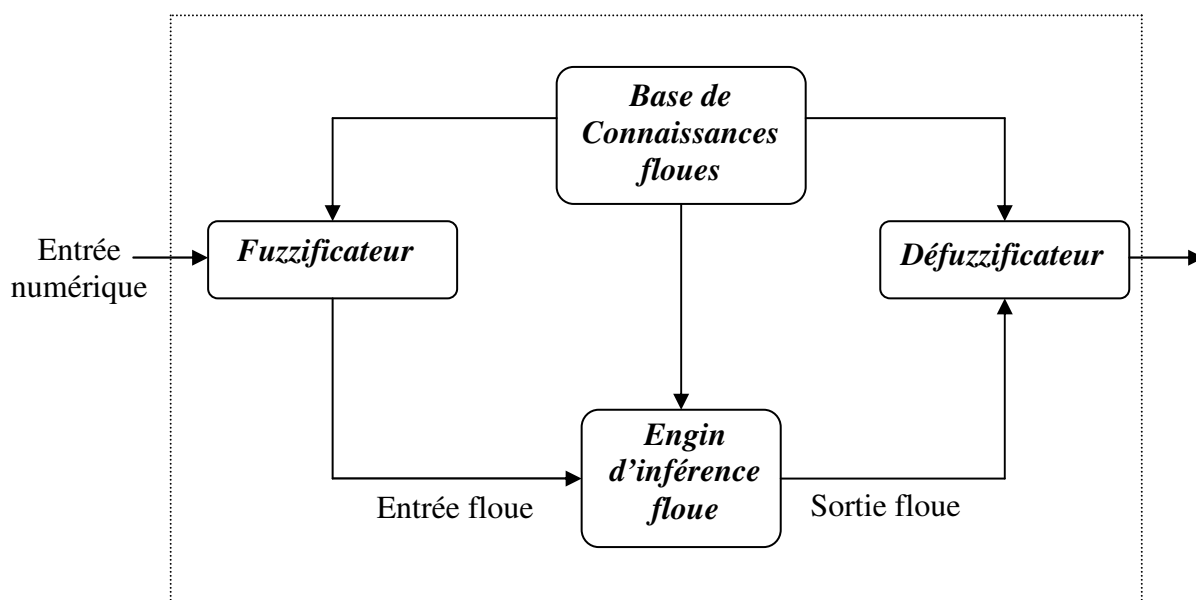 Base de
Connaissances
floues
Entrée
numérique
Fuzzificateur
Défuzzificateur
Engin
d’inférence
floue
Entrée floue
Sortie floue